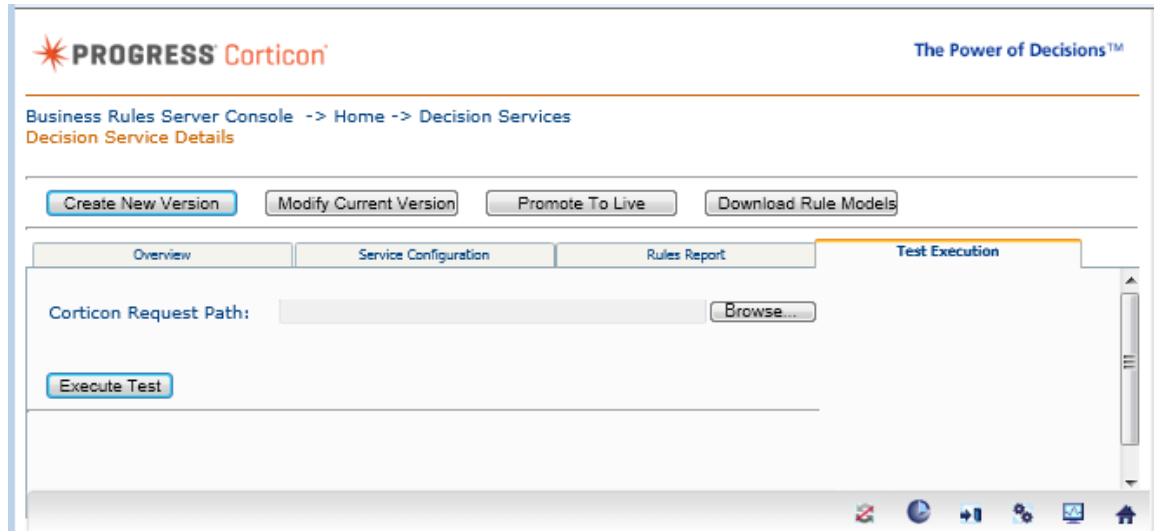 PROGRESS Corticon
The Power of Decisions™
Business Rules Server Console -> Home -> Decision Services
Decision Service Details
Create New Version Modify Current Version Promote To Live Download Rule Models
Overview Service Configuration Rules Report Test Execution
Corticon Request Path: Browse...
Execute Test